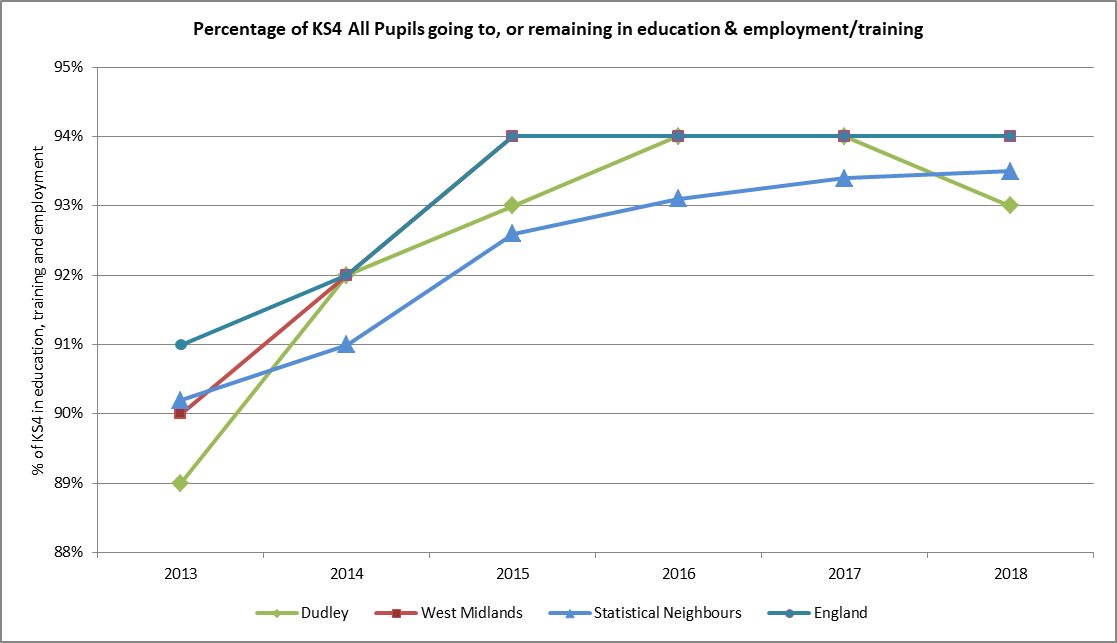 Percentage of KS4 All Pupils going to, or remaining in education & employment/training
% of KS4 in education, training and employment
95%
94%
93%
92%
91%
90%
89%
88%
2013 2014 2015 2016 2017 2018
Dudley West Midlands Statistical Neighbours England